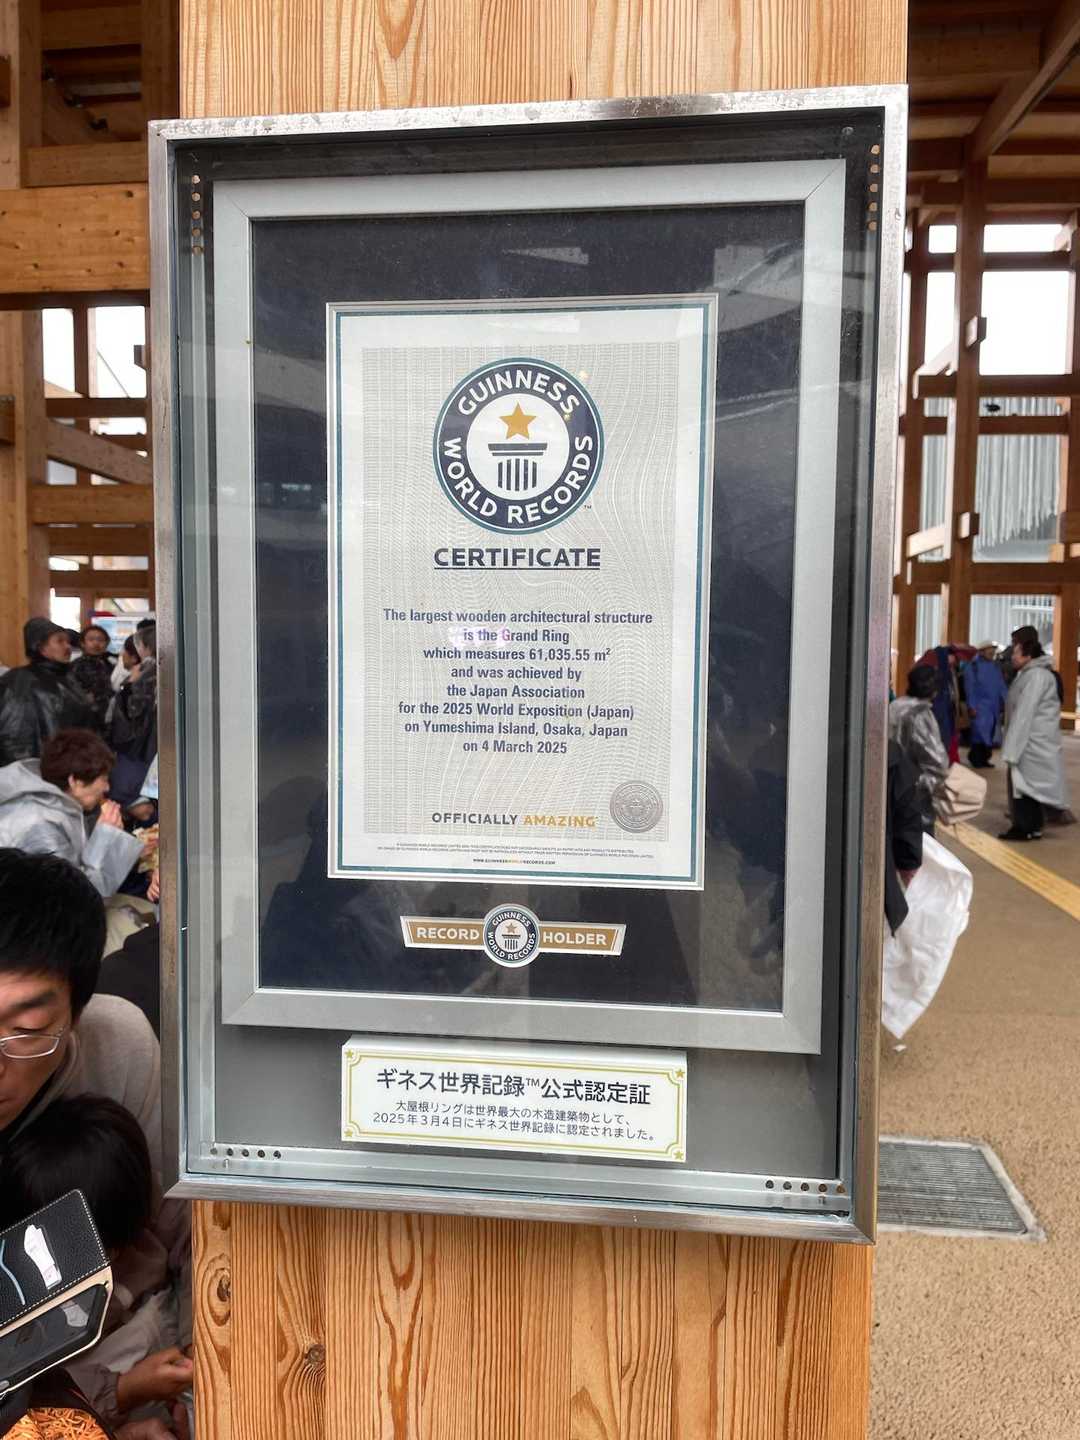 GUINNESS
WORLD RECORDS
™
CERTIFICATE
The largest wooden architectural structure
is the Grand Ring
which measures 61,035.55 m²
and was achieved by
the Japan Association
for the 2025 World Exposition (Japan)
on Yumeshima Island, Osaka, Japan
on 4 March 2025
OFFICIALLY AMAZING
WWW.GUINNESSWORLDRECORDS.COM
RECORD GUINNESS WORLD RECORDS HOLDER
ギネス世界記録™公式認定証
大屋根リングは世界最大の木造建築物として、
2025年3月4日にギネス世界記録に認定されました。